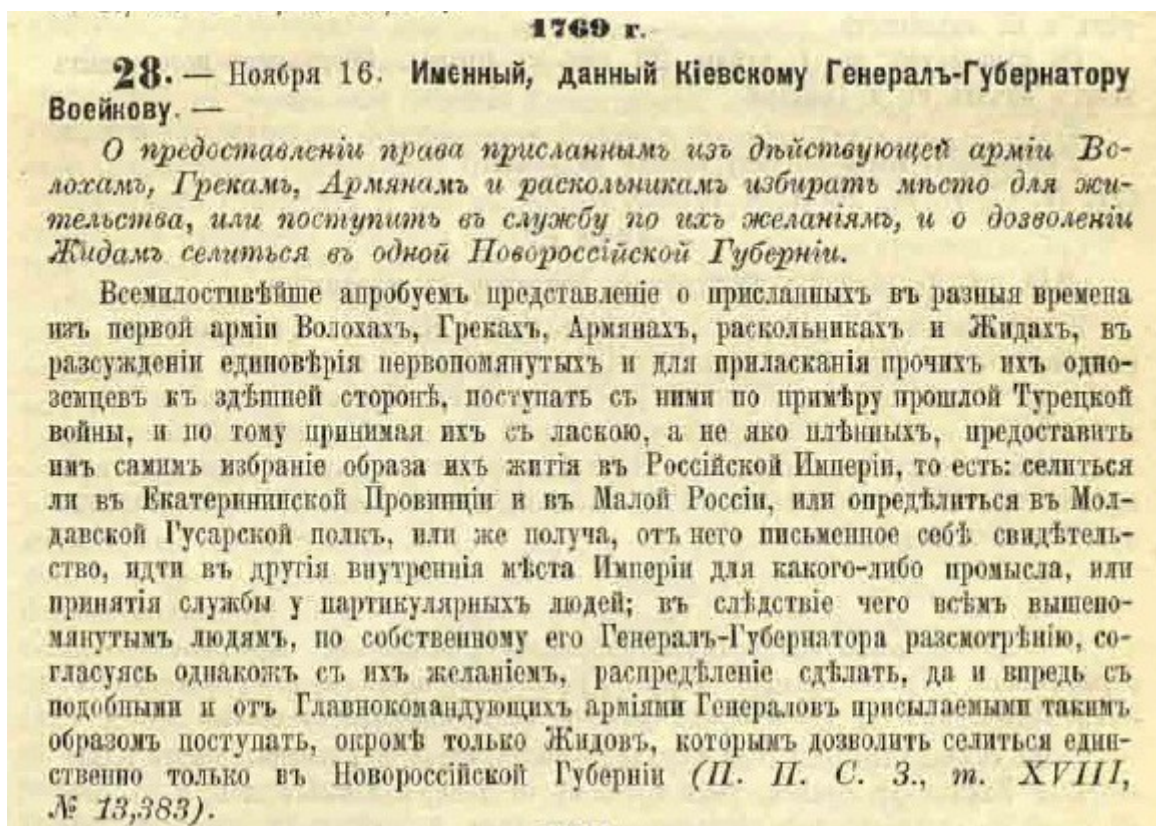 1769 г.
28. — Ноября 16. Именный, данный Кіевскому Генералъ-Губернатору
Воейкову. —
О предоставленіи права присланнымъ изъ дѣйствующей арміи Во-
лохамъ, Грекамъ, Армянамъ и раскольникамъ избирать мѣсто для жи-
тельства, или поступить въ службу по ихъ желаніямъ, и о дозволеніи
Жидамъ селиться въ одной Новороссійской Губерніи.
Всемилостивѣйше апробуемъ представленіе о присланныхъ въ разныя времена
изъ первой арміи Волохахъ, Грекахъ, Армянахъ, раскольникахъ и Жидахъ, въ
разсужденіи единовѣрія первопомянутыхъ и для приласканія прочихъ ихъ одно-
земцевъ къ здѣшней сторонѣ, поступать съ ними по примѣру прошлой Турецкой
войны, и по тому принимая ихъ съ ласкою, а не яко плѣнныхъ, предоставить
имъ самимъ избраніе образа ихъ житія въ Россійской Имперіи, то есть: селиться
ли въ Екатерининской Провинціи и въ Малой Россіи, или опредѣлиться въ Мол-
давской Гусарской полкъ, или же получа, отъ него письменное себѣ свидѣтель-
ство, идти въ другія внутреннія мѣста Имперіи для какого-либо промысла, или
принятія службы у партикулярныхъ людей; въ слѣдствіе чего всѣмъ вышепо-
мянутымъ людямъ, по собственному его Генералъ-Губернатора разсмотрѣнію, со-
гласуясь однакожъ съ ихъ желаніемъ, распредѣленіе сдѣлать, да и впредь съ
подобными и отъ Главнокомандующихъ арміями Генераловъ присылаемыми такимъ
образомъ поступать, окромѣ только Жидовъ, которымъ дозволить селиться един-
ственно только въ Новороссійской Губерніи (П. П. С. З., т. XVIII,
№ 13,383).